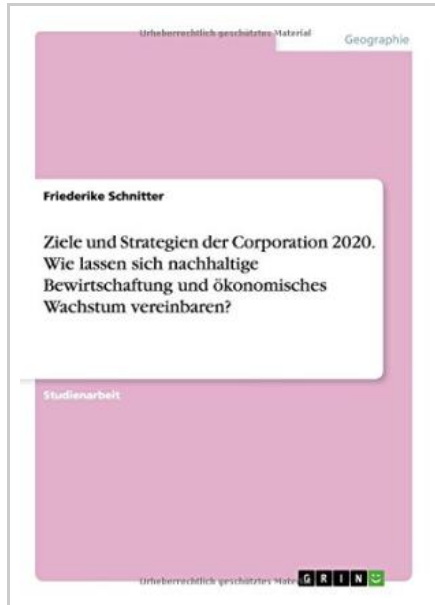 Urheberrechtlich geschütztes Material
Geographie
Friederike Schnitter
Ziele und Strategien der Corporation 2020.
Wie lassen sich nachhaltige
Bewirtschaftung und ökonomisches
Wachstum vereinbaren?
Studienarbeit
Urheberrechtlich geschütztes Mate
GRIN